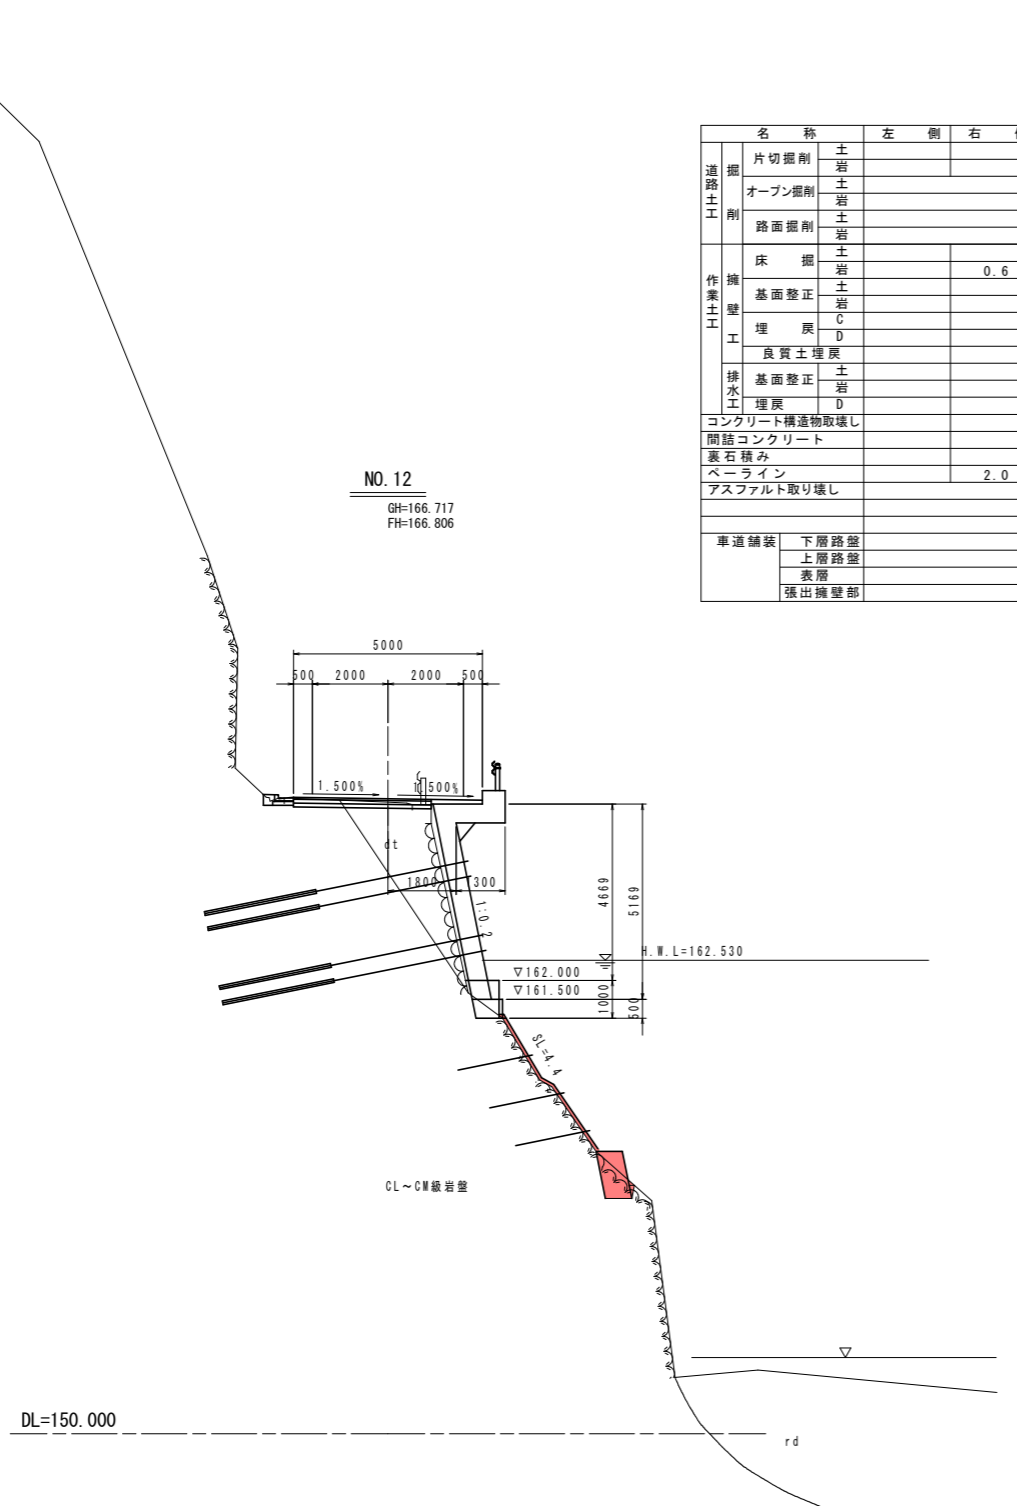 名 称 左 側 右
道路土工 掘削 片切掘削 土
岩
オープン掘削 土
岩
路面掘削 土
岩
作業土工 擁壁工 床 掘 土
岩 0.6
基面整正 土
岩
埋 戻 C
D
良質土埋戻
排水工 基面整正 土
岩
埋戻 D
コンクリート構造物取壊し
間詰コンクリート
裏石積み
ペーライン 2.0
アスファルト取り壊し
車道舗装 下層路盤
上層路盤
表層
張出擁壁部
NO.12
GH=166.717
FH=166.806
5000
500 2000 2000 500
1.500% 1.500%
dt
1800 1300
1:0.2
4669
5169
H.W.L=162.530
▽162.000
▽161.500
1000
500
SL=4.4
CL～CM級岩盤
DL=150.000
rd